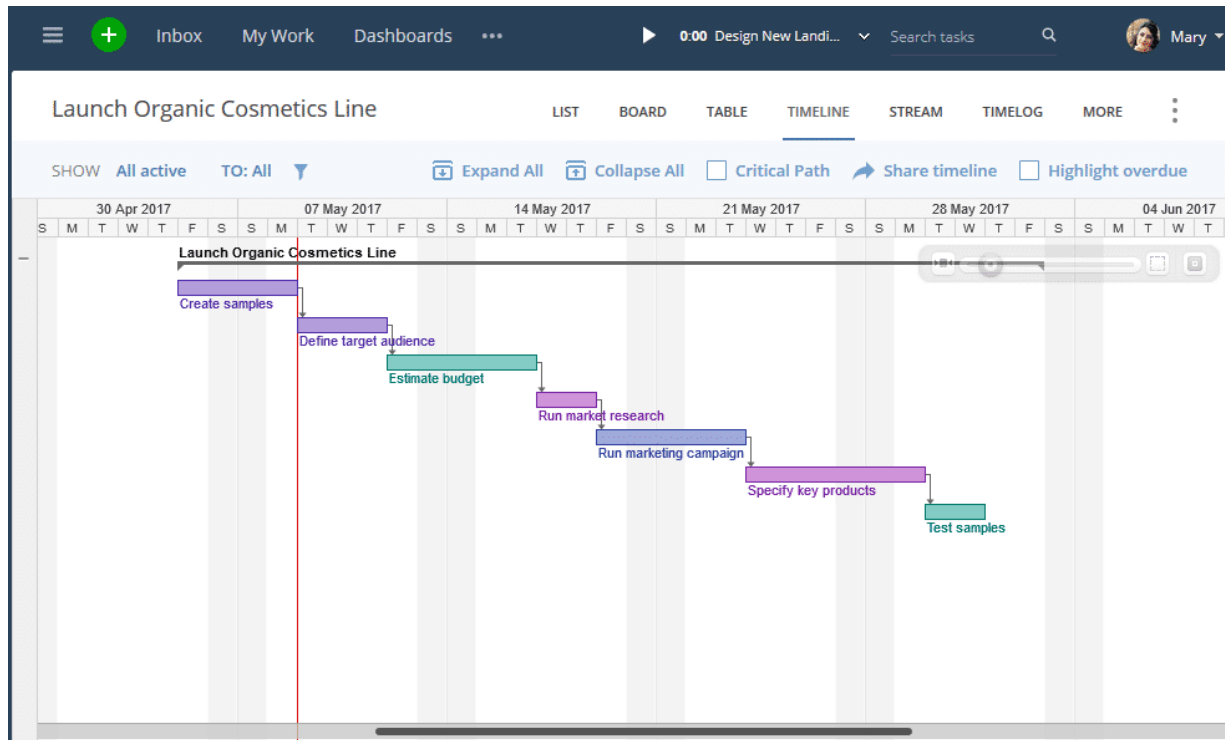 Inbox My Work Dashboards ••• 0:00 Design New Landi... Search tasks Mary
Launch Organic Cosmetics Line LIST BOARD TABLE TIMELINE STREAM TIMELOG MORE
SHOW All active TO: All Expand All Collapse All Critical Path Share timeline Highlight overdue
30 Apr 2017 07 May 2017 14 May 2017 21 May 2017 28 May 2017 04 Jun 2017
S M T W T F S S M T W T F S S M T W T F S S M T W T F S S M T W T F S S M T W T
Launch Organic Cosmetics Line
Create samples
Define target audience
Estimate budget
Run market research
Run marketing campaign
Specify key products
Test samples